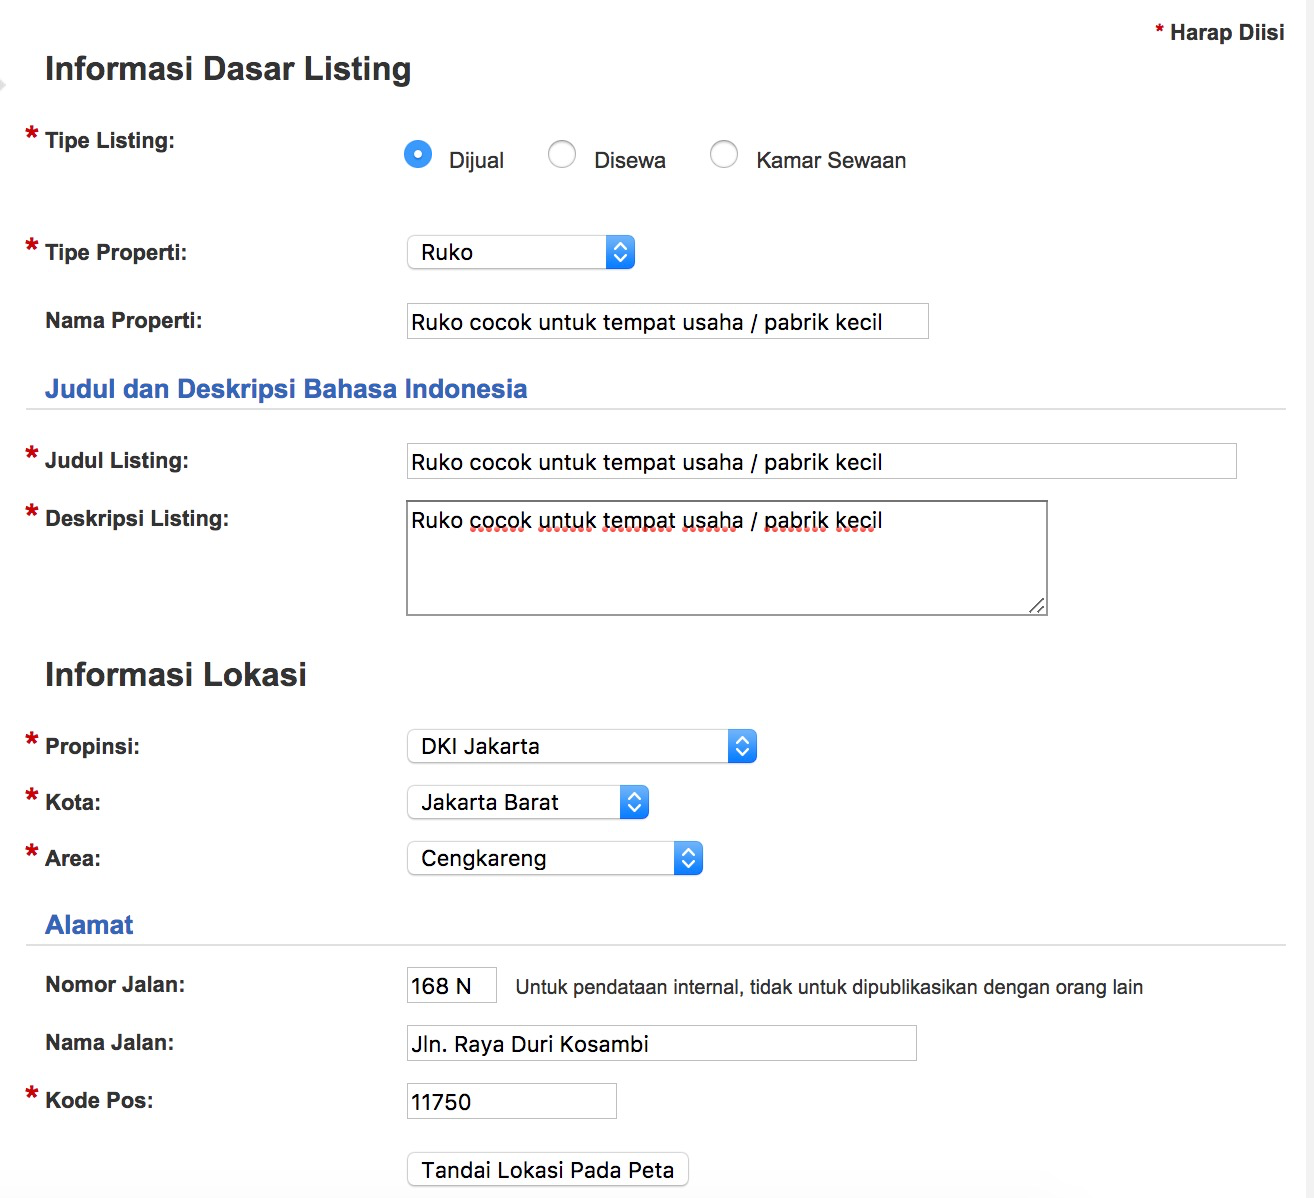 * Harap Diisi
Informasi Dasar Listing
* Tipe Listing: Dijual Disewa Kamar Sewaan
* Tipe Properti: Ruko
Nama Properti: Ruko cocok untuk tempat usaha / pabrik kecil
Judul dan Deskripsi Bahasa Indonesia
* Judul Listing: Ruko cocok untuk tempat usaha / pabrik kecil
* Deskripsi Listing: Ruko cocok untuk tempat usaha / pabrik kecil
Informasi Lokasi
* Propinsi: DKI Jakarta
* Kota: Jakarta Barat
* Area: Cengkareng
Alamat
Nomor Jalan: 168 N Untuk pendataan internal, tidak untuk dipublikasikan dengan orang lain
Nama Jalan: Jln. Raya Duri Kosambi
* Kode Pos: 11750
Tandai Lokasi Pada Peta